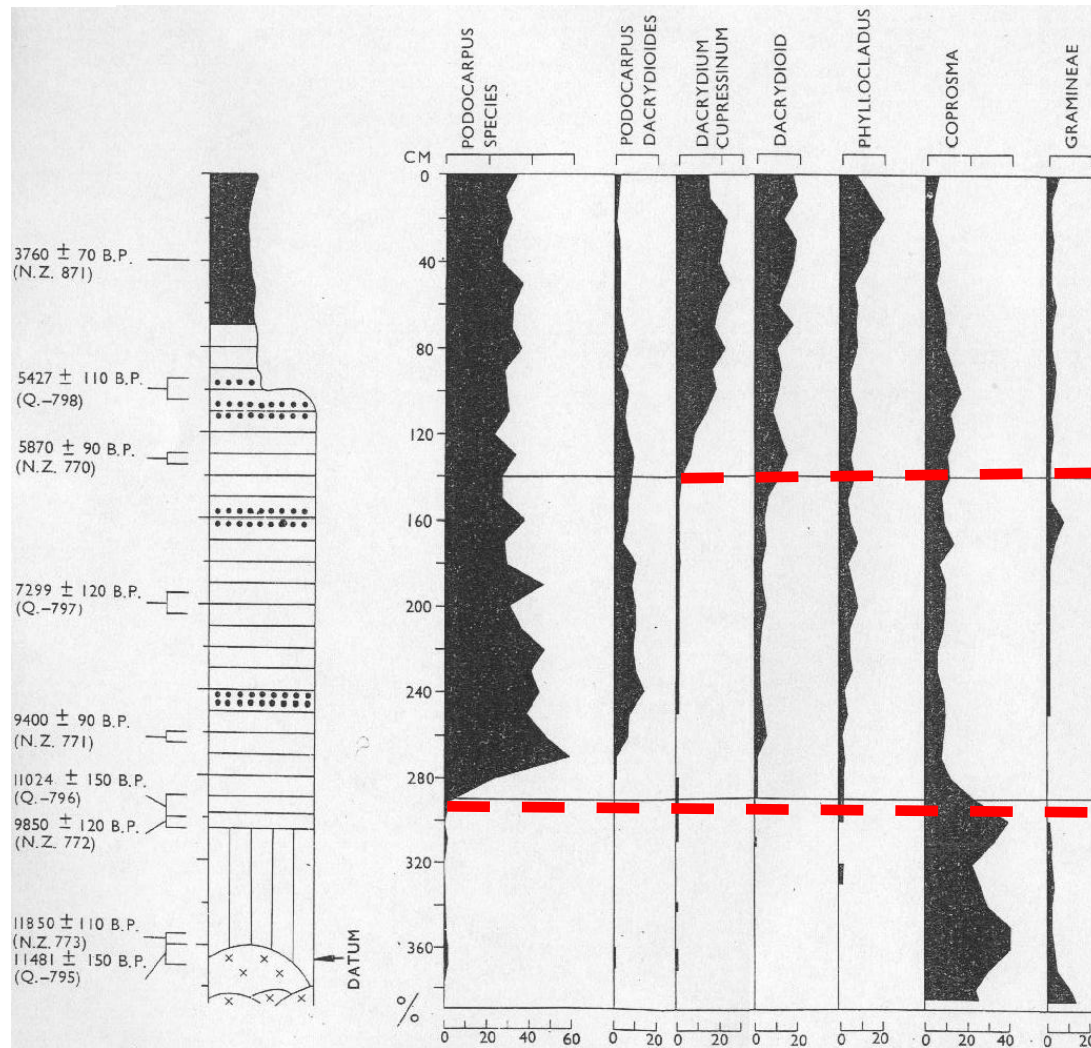 PODOCARPUS
SPECIES
PODOCARPUS
DACRYDIOIDES
DACRYDIUM
CUPRESSINUM
DACRYDIOID
PHYLLOCLADUS
COPROSMA
GRAMINEAE
CM
0
40
80
120
160
200
240
280
320
360
3760 ± 70 B.P.
(N.Z. 871)
5427 ± 110 B.P.
(Q.-798)
5870 ± 90 B.P.
(N.Z. 770)
7299 ± 120 B.P.
(Q.-797)
9400 ± 90 B.P.
(N.Z. 771)
11024 ± 150 B.P.
(Q.-796)
9850 ± 120 B.P.
(N.Z. 772)
11850 ± 110 B.P.
(N.Z. 773)
11481 ± 150 B.P.
(Q.-795)
DATUM
%
0 20 40 60 0 20 0 20 0 20 0 20 0 20 40 0 20